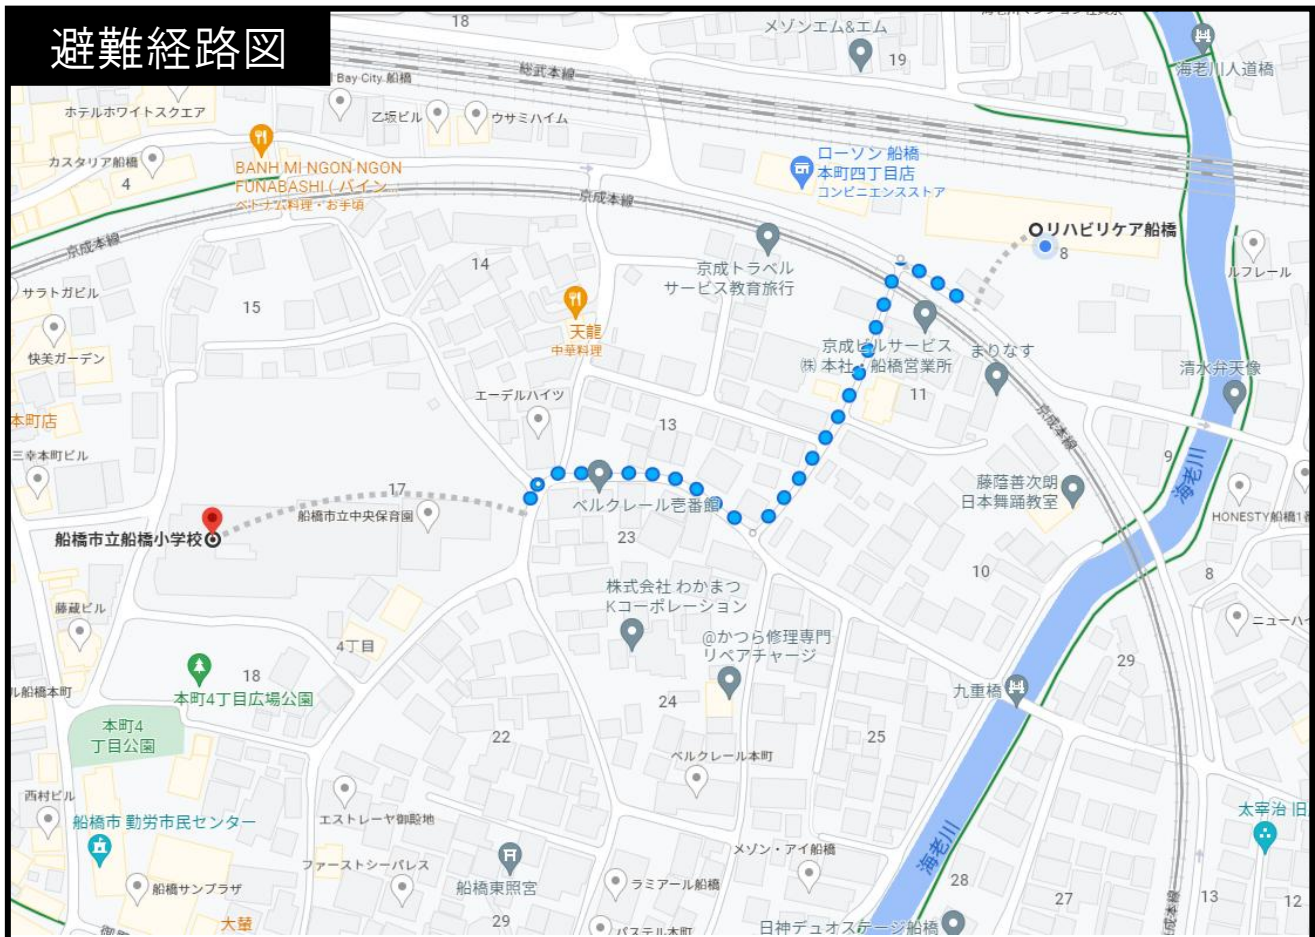 避難経路図
18
メゾンエム&エム
19
海老川人道橋
総武本線
Bay City 船橋
ホテルホワイトスクエア
乙坂ビル
ウサミハイム
カスタリア船橋
4
BANH MI NGON NGON
FUNABASHI (バイン...
ベトナム料理・お手頃
ローソン 船橋
本町四丁目店
コンビニエンスストア
京成本線
京成本線
リハビリケア船橋
8
ルフレール
サラトガビル
14
15
京成トラベル
サービス教育旅行
天龍
中華料理
快美ガーデン
京成ビルサービス
㈱ 本社・船橋営業所
まりなす
清水弁天像
エーデルハイツ
11
本町店
13
京成本線
三幸本町ビル
9
海老川
17
藤蔭善次朗
日本舞踊教室
船橋市立中央保育園
ベルクレール壱番館
HONESTY船橋1
船橋市立船橋小学校
23
10
8
株式会社 わかまつ
Kコーポレーション
藤蔵ビル
4丁目
@かつら修理専門
リペアチャージ
ニューハ
29
18
本町4丁目広場公園
ル船橋本町
九重橋
24
本町4
丁目公園
22
25
ベルクレール本町
西村ビル
船橋市 勤労市民センター
エストレーヤ御殿地
太宰治 旧
海老川
メゾン・アイ船橋
ファーストシーパレス
船橋東照宮
ラミアール船橋
28
27
13
12
船橋サンプラザ
大輦
29
パステル本町
日神デュオステージ船橋
京成本線